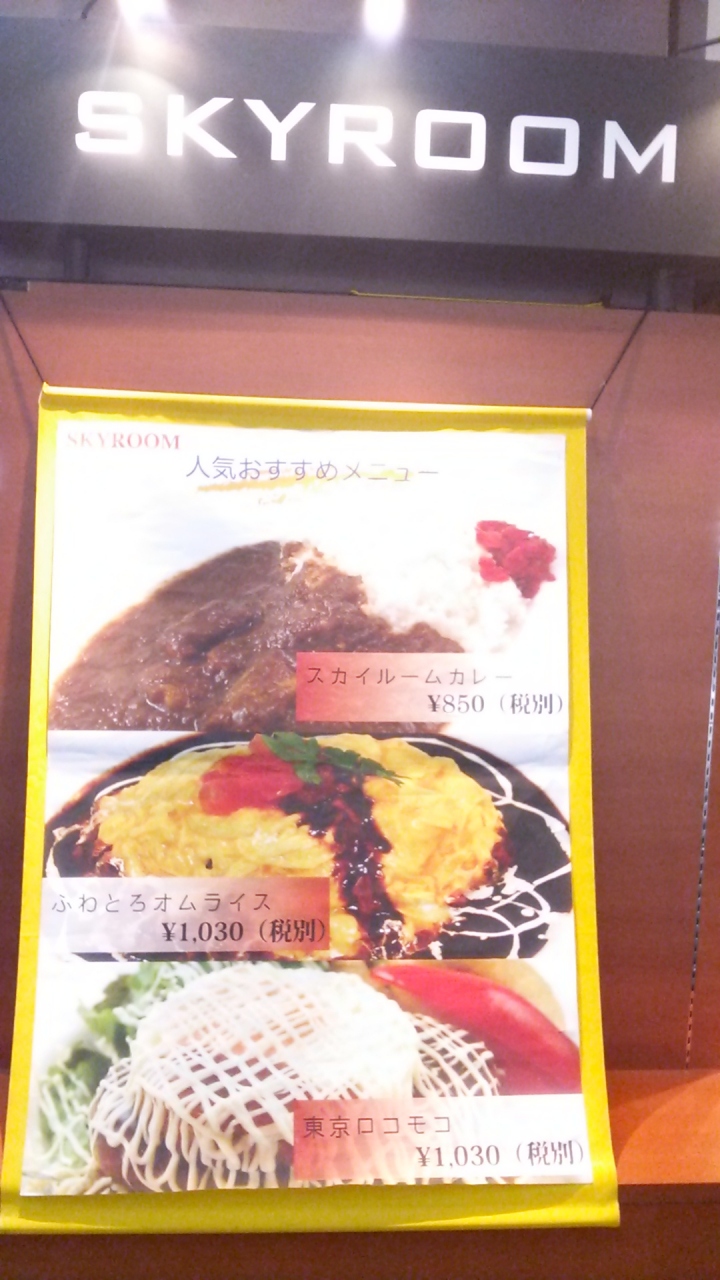 SKYROOM
SKYROOM
人気おすすめメニュー
スカイルームカレー
¥850（税別）
ふわとろオムライス
¥1,030（税別）
東京ロコモコ
¥1,030（税別）